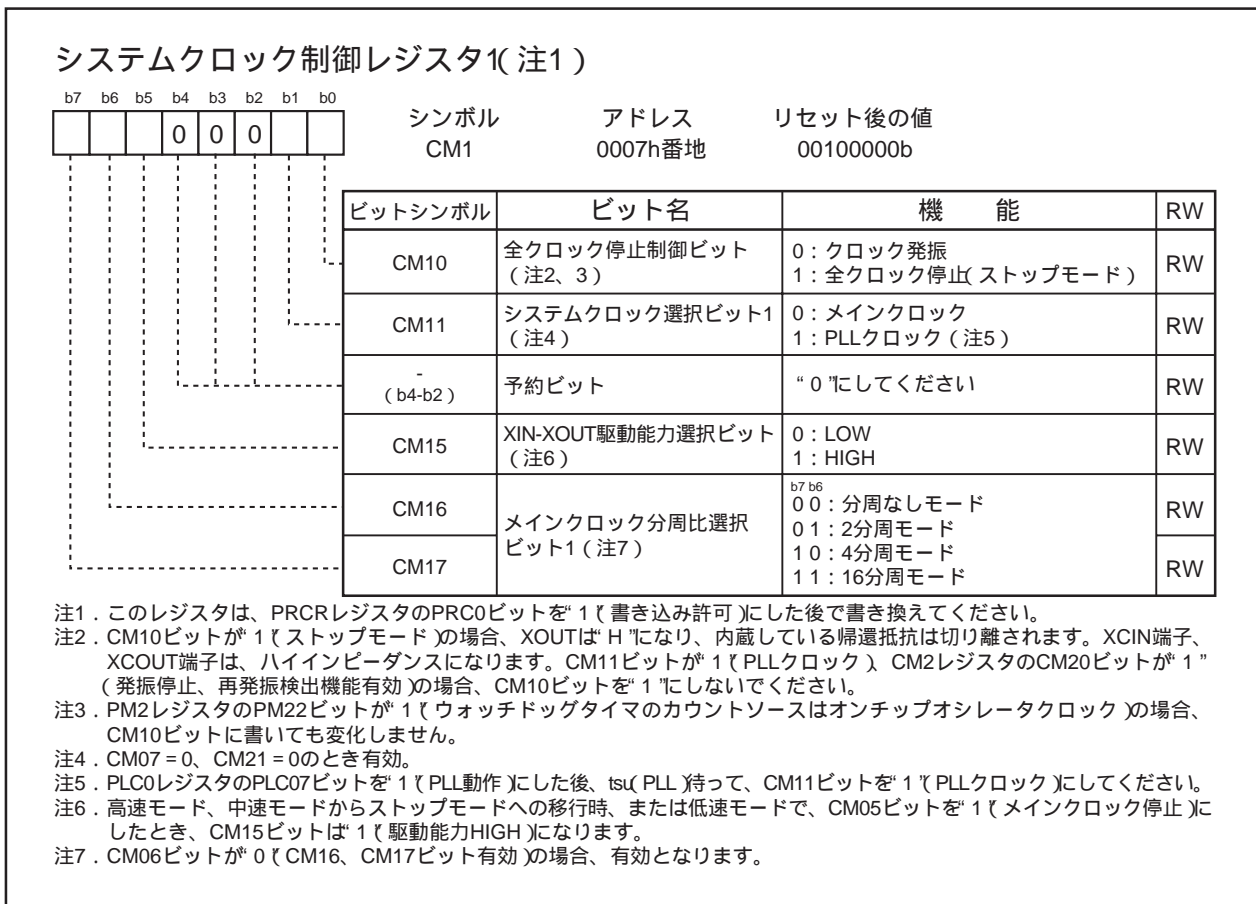 システムクロック制御レジスタ1(注1)
b7 b6 b5 b4 b3 b2 b1 b0
0 0 0
シンボル アドレス リセット後の値
CM1 0007h番地 00100000b
ビットシンボル ビット名 機 能 RW
CM10 全クロック停止制御ビット
(注2、3)
0:クロック発振
1:全クロック停止(ストップモード)
RW
CM11 システムクロック選択ビット1
(注4)
0:メインクロック
1:PLLクロック(注5)
RW
-
(b4-b2)
予約ビット “0”にしてください RW
CM15 XIN-XOUT駆動能力選択ビット
(注6)
0:LOW
1:HIGH
RW
CM16 RW
CM17 RW
メインクロック分周比選択
ビット1(注7)
b7 b6
0 0:分周なしモード
0 1:2分周モード
1 0:4分周モード
1 1:16分周モード
注1.このレジスタは、PRCRレジスタのPRC0ビットを“1”(書き込み許可)にした後で書き換えてください。
注2.CM10ビットが“1”(ストップモード)の場合、XOUTは“H”になり、内蔵している帰還抵抗は切り離されます。XCIN端子、
XCOUT端子は、ハイインピーダンスになります。CM11ビットが“1”(PLLクロック)、CM2レジスタのCM20ビットが“1”
(発振停止、再発振検出機能有効)の場合、CM10ビットを“1”にしないでください。
注3.PM2レジスタのPM22ビットが“1”(ウォッチドッグタイマのカウントソースはオンチップオシレータクロック)の場合、
CM10ビットに書いても変化しません。
注4.CM07=0、CM21=0のとき有効。
注5.PLC0レジスタのPLC07ビットを“1”(PLL動作)にした後、tsu(PLL)待って、CM11ビットを“1”(PLLクロック)にしてください。
注6.高速モード、中速モードからストップモードへの移行時、または低速モードで、CM05ビットを“1”(メインクロック停止)に
したとき、CM15ビットは“1”(駆動能力HIGH)になります。
注7.CM06ビットが“0”(CM16、CM17ビット有効)の場合、有効となります。